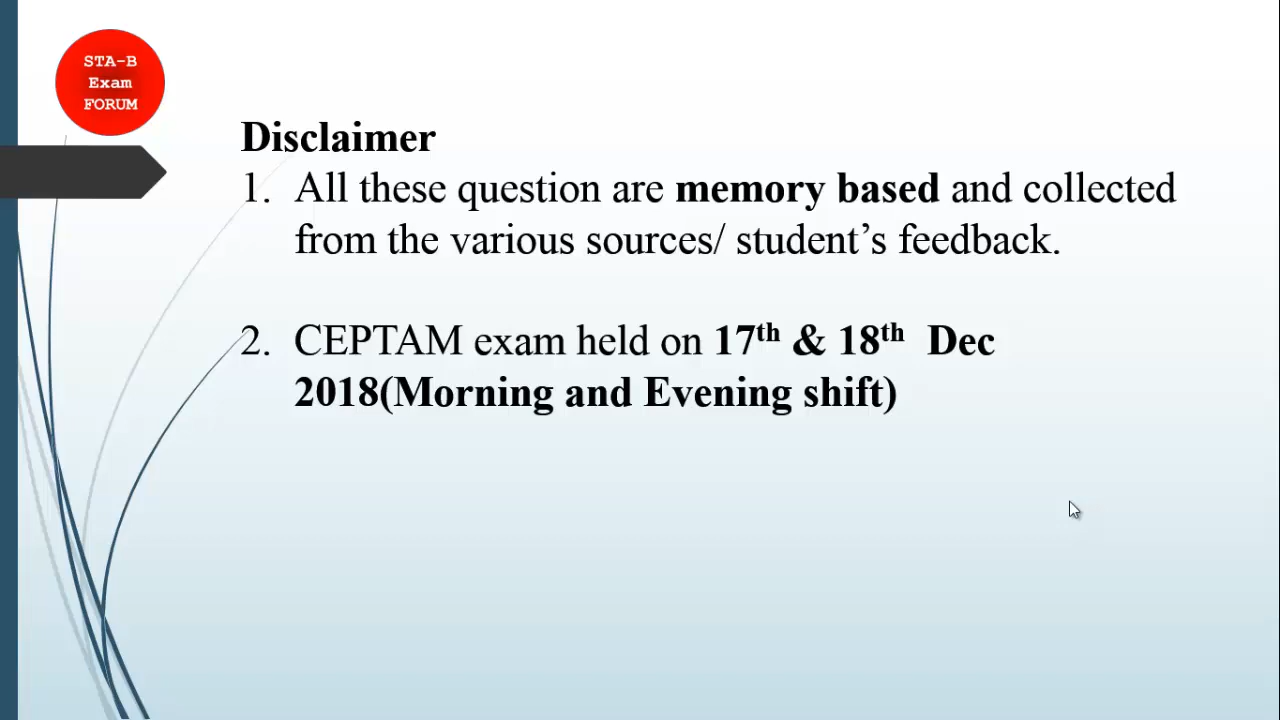 STA-B
Exam
FORUM
Disclaimer
1. All these question are memory based and collected
from the various sources/ student’s feedback.
2. CEPTAM exam held on 17th & 18th Dec
2018(Morning and Evening shift)